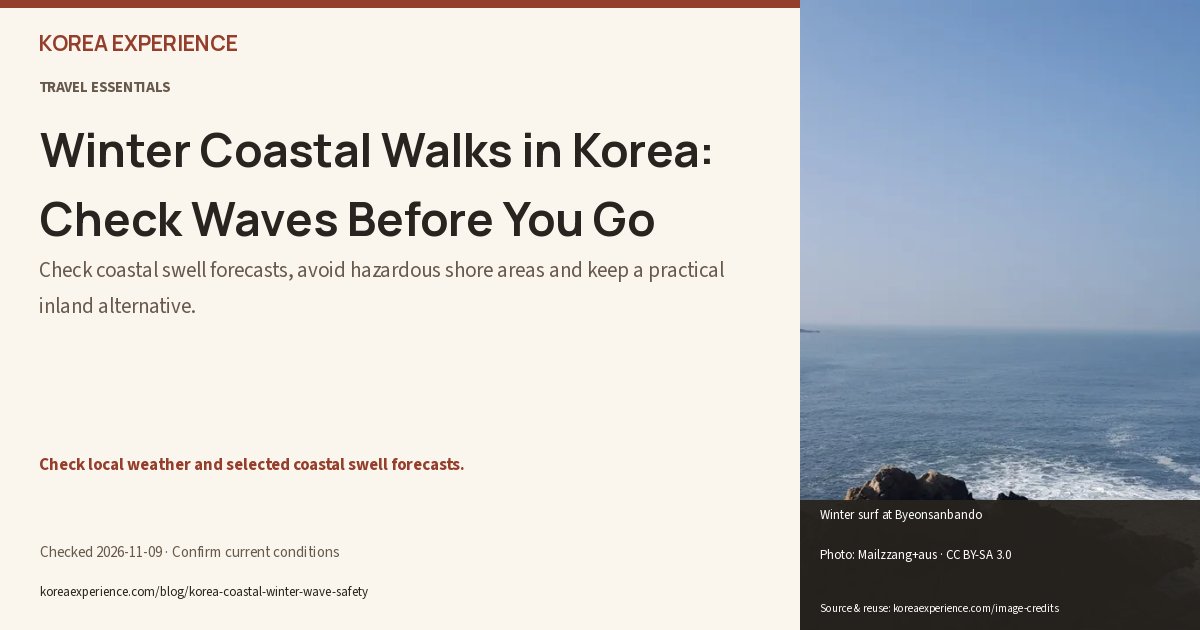 KOREA EXPERIENCE
TRAVEL ESSENTIALS
Winter Coastal Walks in Korea:
Check Waves Before You Go
Check coastal swell forecasts, avoid hazardous shore areas and keep a practical
inland alternative.
Check local weather and selected coastal swell forecasts.
Checked 2026-11-09 · Confirm current conditions
koreaexperience.com/blog/korea-coastal-winter-wave-safety
Winter surf at Byeonsanbando
Photo: Mailzzang+aus · CC BY-SA 3.0
Source & reuse: koreaexperience.com/image-credits